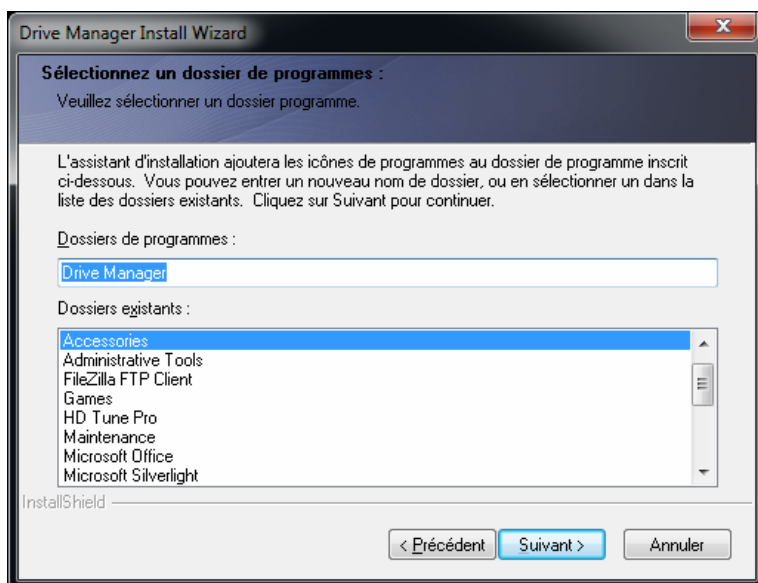 Drive Manager Install Wizard
Sélectionnez un dossier de programmes :
Veuillez sélectionner un dossier programme.
L'assistant d'installation ajoutera les icônes de programmes au dossier de programme inscrit
ci-dessous. Vous pouvez entrer un nouveau nom de dossier, ou en sélectionner un dans la
liste des dossiers existants. Cliquez sur Suivant pour continuer.
Dossiers de programmes :
Drive Manager
Dossiers existants :
Accessories
Administrative Tools
FileZilla FTP Client
Games
HD Tune Pro
Maintenance
Microsoft Office
Microsoft Silverlight
InstallShield
< Précédent Suivant > Annuler